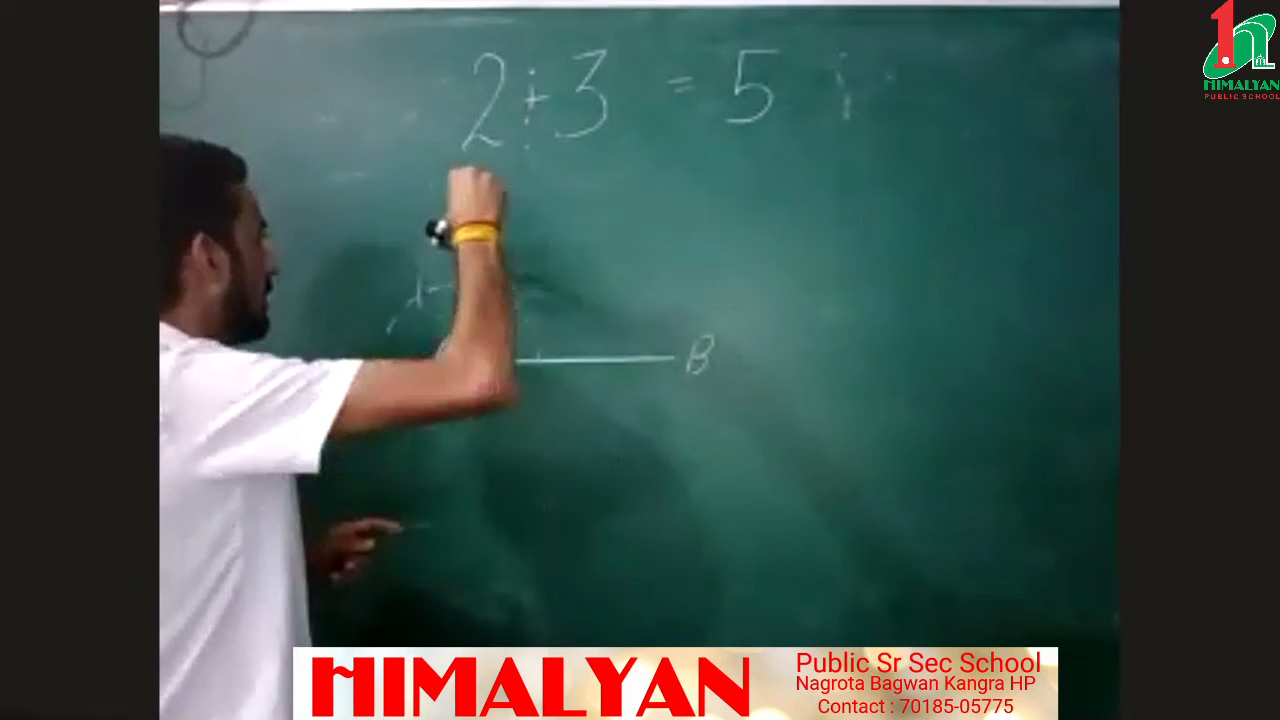 2 ÷ 3 = 5
B
HIMALYAN
PUBLIC SCHOOL
HIMALYAN
Public Sr Sec School
Nagrota Bagwan Kangra HP
Contact : 70185-05775